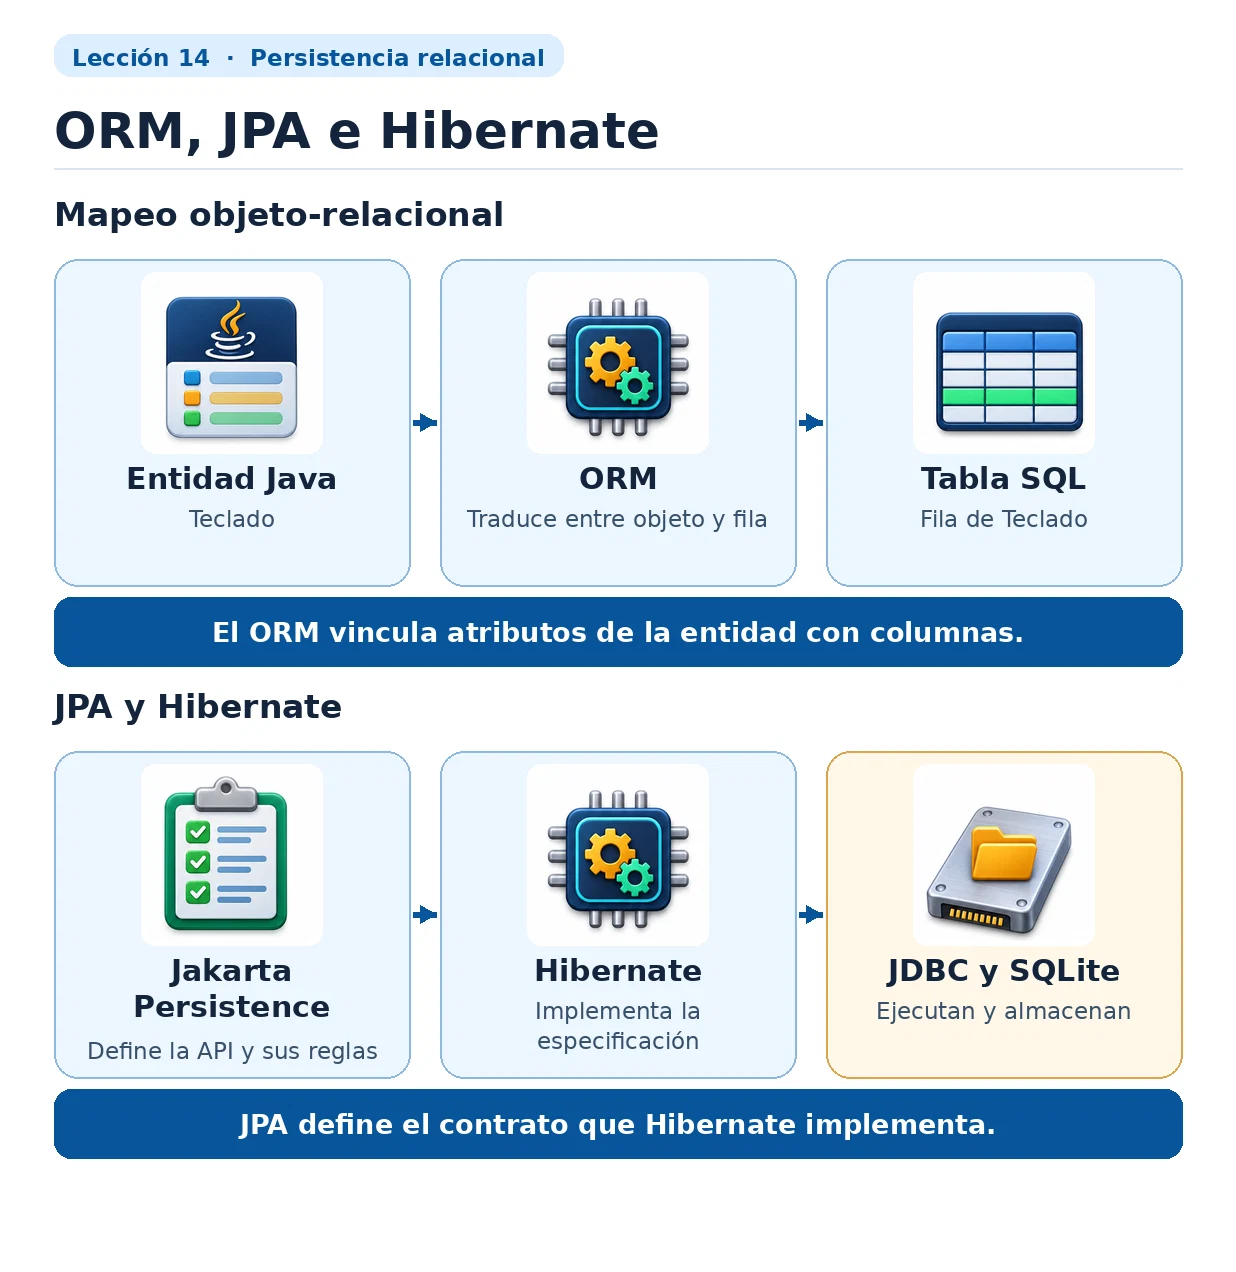 Lección 14 · Persistencia relacional
ORM, JPA e Hibernate
Mapeo objeto-relacional
Entidad Java
Teclado
ORM
Traduce entre objeto y fila
Tabla SQL
Fila de Teclado
El ORM vincula atributos de la entidad con columnas.
JPA y Hibernate
Jakarta
Persistence
Define la API y sus reglas
Hibernate
Implementa la
especificación
JDBC y SQLite
Ejecutan y almacenan
JPA define el contrato que Hibernate implementa.